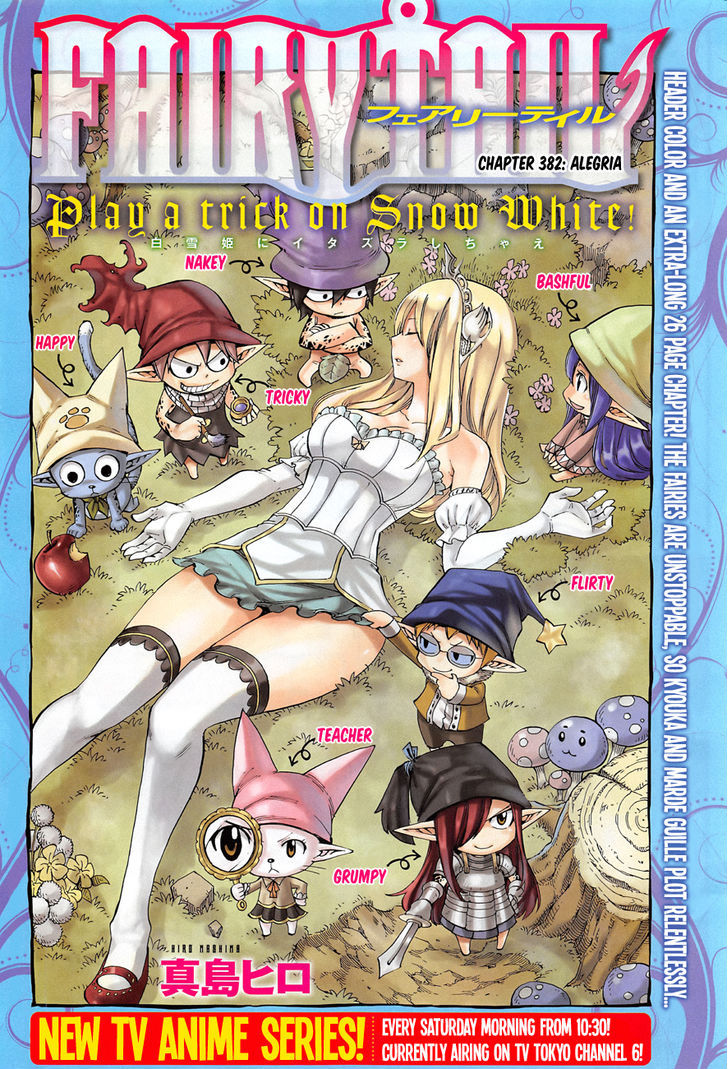 FAIRY TAIL
フェアリーテイル
CHAPTER 382: ALEGRIA
Play a trick on Snow White!
白雪姫にイタズラしちゃえ
NAKEY
BASHFUL
HAPPY
TRICKY
FLIRTY
TEACHER
GRUMPY
HEADER COLOR AND AN EXTRA-LONG 26 PAGE CHAPTER! THE FAIRIES ARE UNSTOPPABLE, SO KYOUKA AND MARDE GUILLE PLOT RELENTLESSLY...
HIRO MASHIMA
真島ヒロ
NEW TV ANIME SERIES!
EVERY SATURDAY MORNING FROM 10:30!
CURRENTLY AIRING ON TV TOKYO CHANNEL 6!